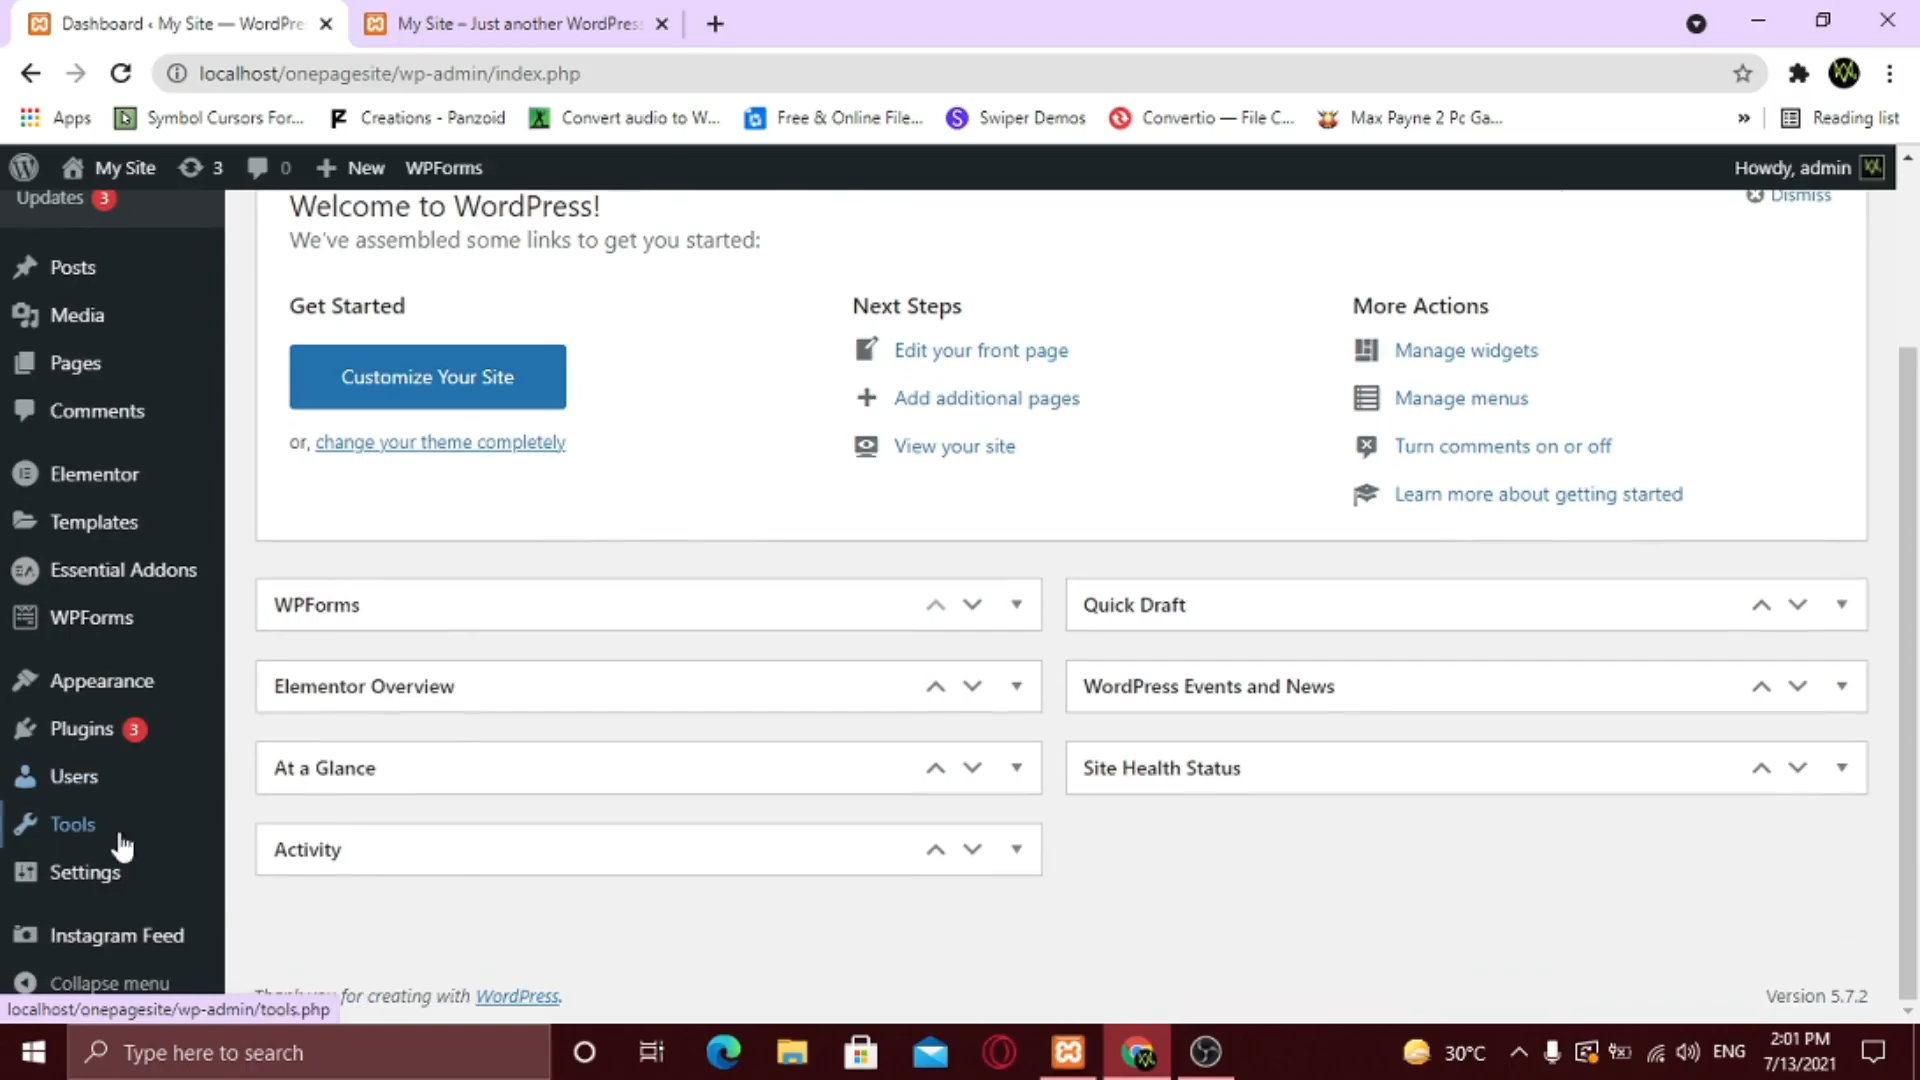 Dashboard ‹ My Site — WordPre
My Site – Just another WordPres
localhost/onepagesite/wp-admin/index.php
Apps
Symbol Cursors For...
Creations - Panzoid
Convert audio to W...
Free & Online File...
Swiper Demos
Convertio — File C...
Max Payne 2 Pc Ga...
»
Reading list
My Site
3
0
New
WPForms
Howdy, admin
Updates 3
Posts
Media
Pages
Comments
Elementor
Templates
Essential Addons
WPForms
Appearance
Plugins 3
Users
Tools
Settings
Instagram Feed
Collapse menu
localhost/onepagesite/wp-admin/tools.php
Welcome to WordPress!
Dismiss
We've assembled some links to get you started:
Get Started
Customize Your Site
or, change your theme completely
Next Steps
Edit your front page
Add additional pages
View your site
More Actions
Manage widgets
Manage menus
Turn comments on or off
Learn more about getting started
WPForms
Quick Draft
Elementor Overview
WordPress Events and News
At a Glance
Site Health Status
Activity
for creating with WordPress.
Version 5.7.2
Type here to search
30°C
ENG
2:01 PM
7/13/2021